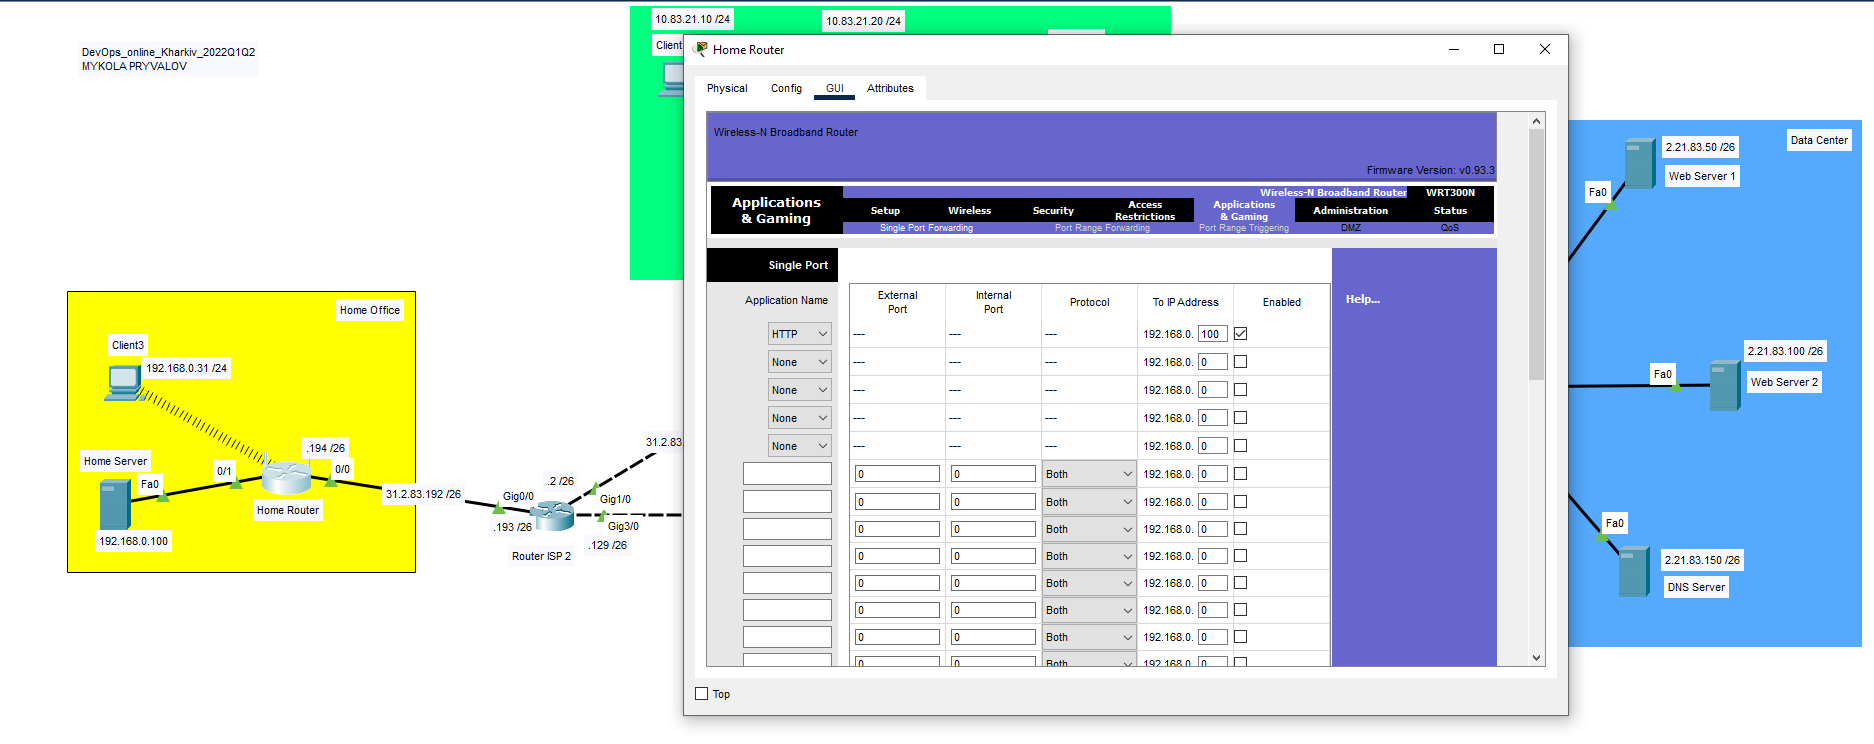 DevOps_online_Kharkiv_2022Q1Q2
MYKOLA PRYVALOV
10.83.21.10 /24
10.83.21.20 /24
Client
Home Router
Physical
Config
GUI
Attributes
Wireless-N Broadband Router
Firmware Version: v0.93.3
Wireless-N Broadband Router
WRT300N
Applications
& Gaming
Setup
Wireless
Security
Access
Restrictions
Applications
& Gaming
Administration
Status
Single Port Forwarding
Port Range Forwarding
Port Range Triggering
DMZ
QoS
Single Port
Application Name
External
Port
Internal
Port
Protocol
To IP Address
Enabled
Help...
HTTP --- --- --- 192.168.0. 100
None --- --- --- 192.168.0. 0
None --- --- --- 192.168.0. 0
None --- --- --- 192.168.0. 0
None --- --- --- 192.168.0. 0
0 0 Both 192.168.0. 0
0 0 Both 192.168.0. 0
0 0 Both 192.168.0. 0
0 0 Both 192.168.0. 0
0 0 Both 192.168.0. 0
0 0 Both 192.168.0. 0
0 0 Both 192.168.0. 0
0 0 Both 192.168.0. 0
Top
Home Office
Client3
192.168.0.31 /24
Home Server
Fa0
192.168.0.100
0/1
.194 /26
0/0
Home Router
31.2.83.192 /26
Gig0/0
.193 /26
.2 /26
Gig1/0
Gig3/0
.129 /26
Router ISP 2
31.2.83.
Data Center
2.21.83.50 /26
Web Server 1
Fa0
2.21.83.100 /26
Fa0
Web Server 2
Fa0
2.21.83.150 /26
DNS Server